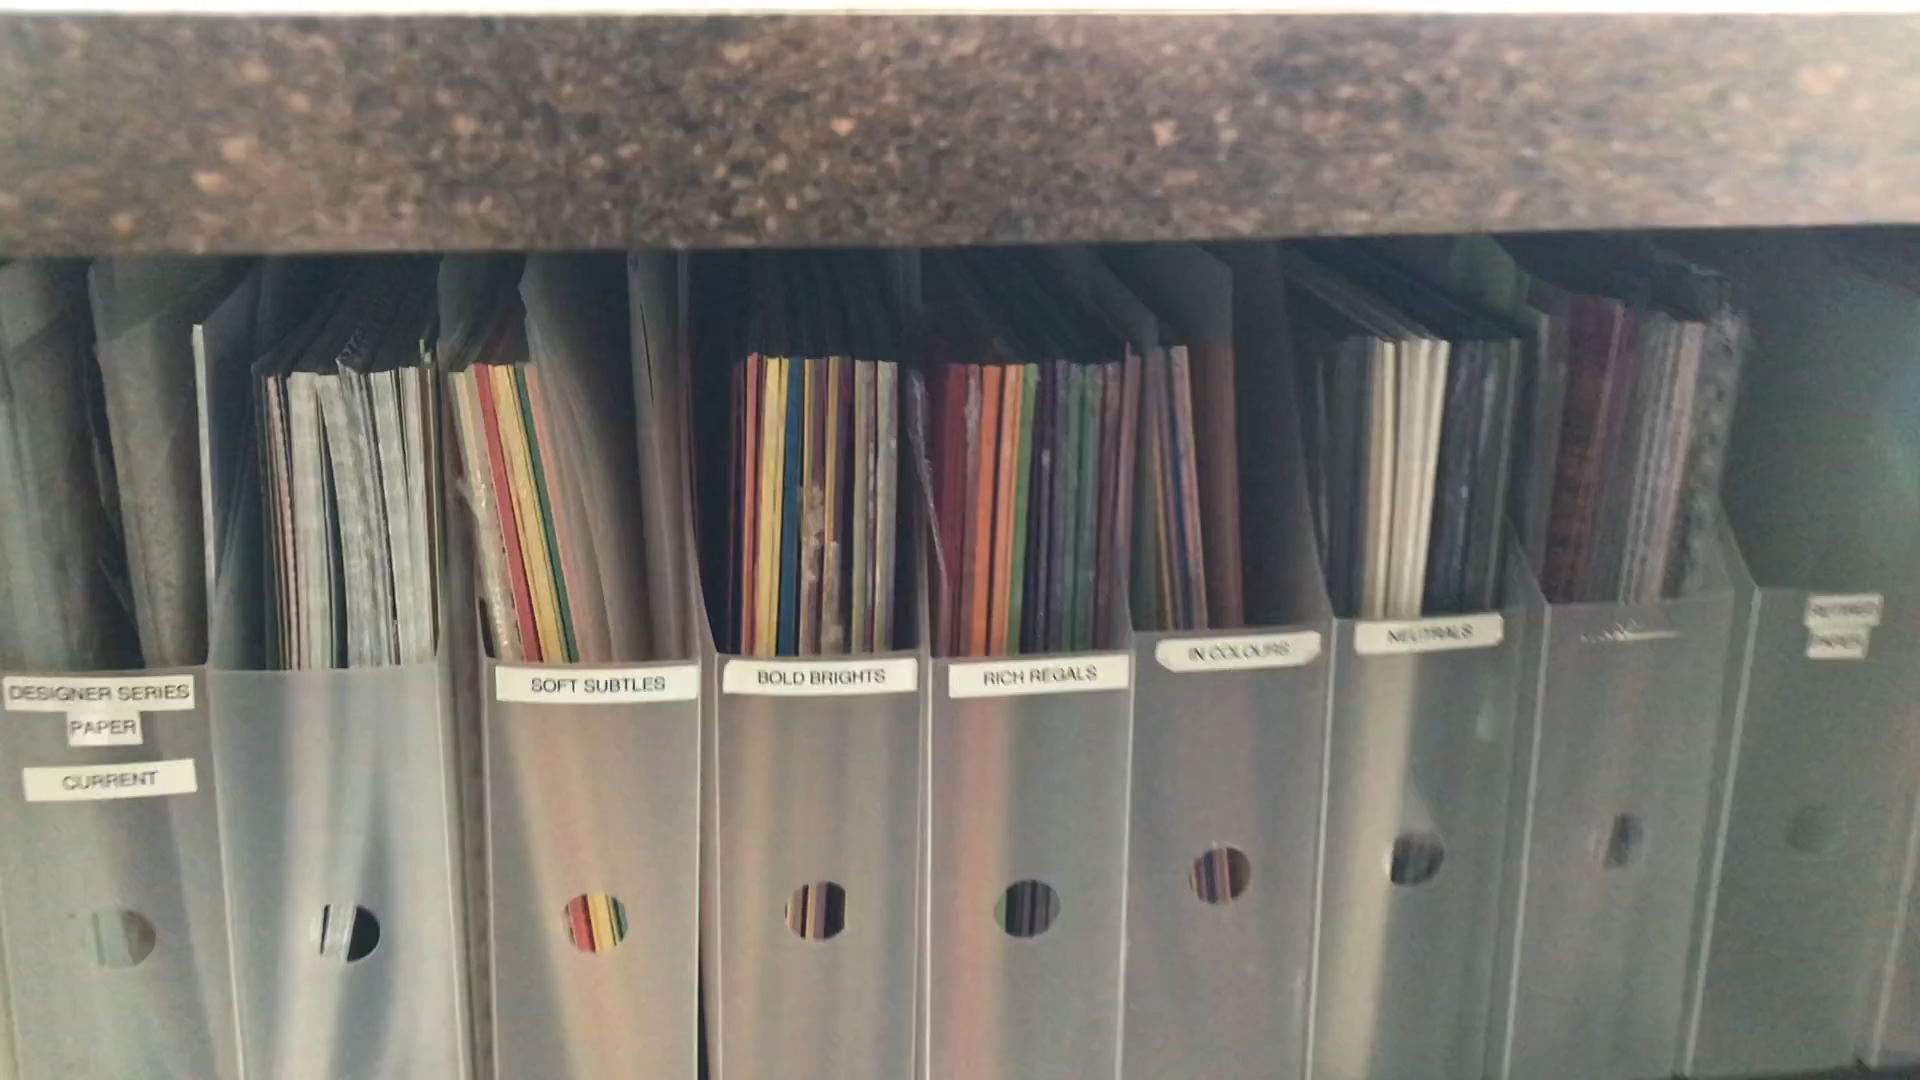 DESIGNER SERIES
PAPER
CURRENT
SOFT SUBTLES
BOLD BRIGHTS
RICH REGALS
IN COLOURS
NEUTRALS